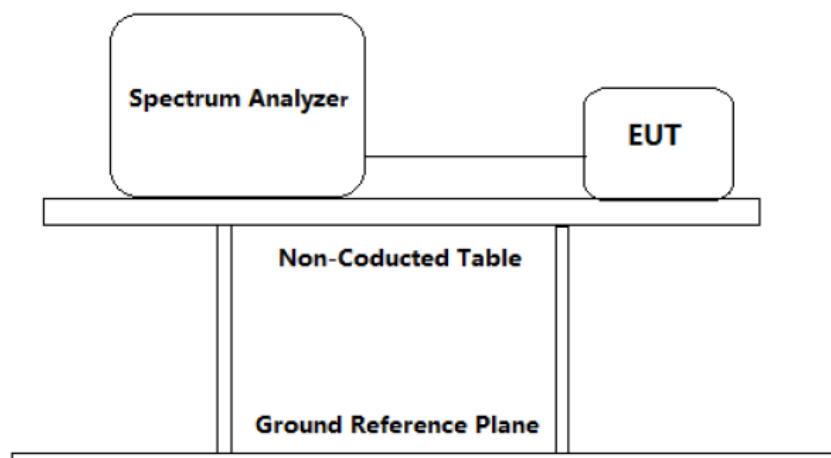 Spectrum Analyzer
EUT
Non-Coducted Table
Ground Reference Plane